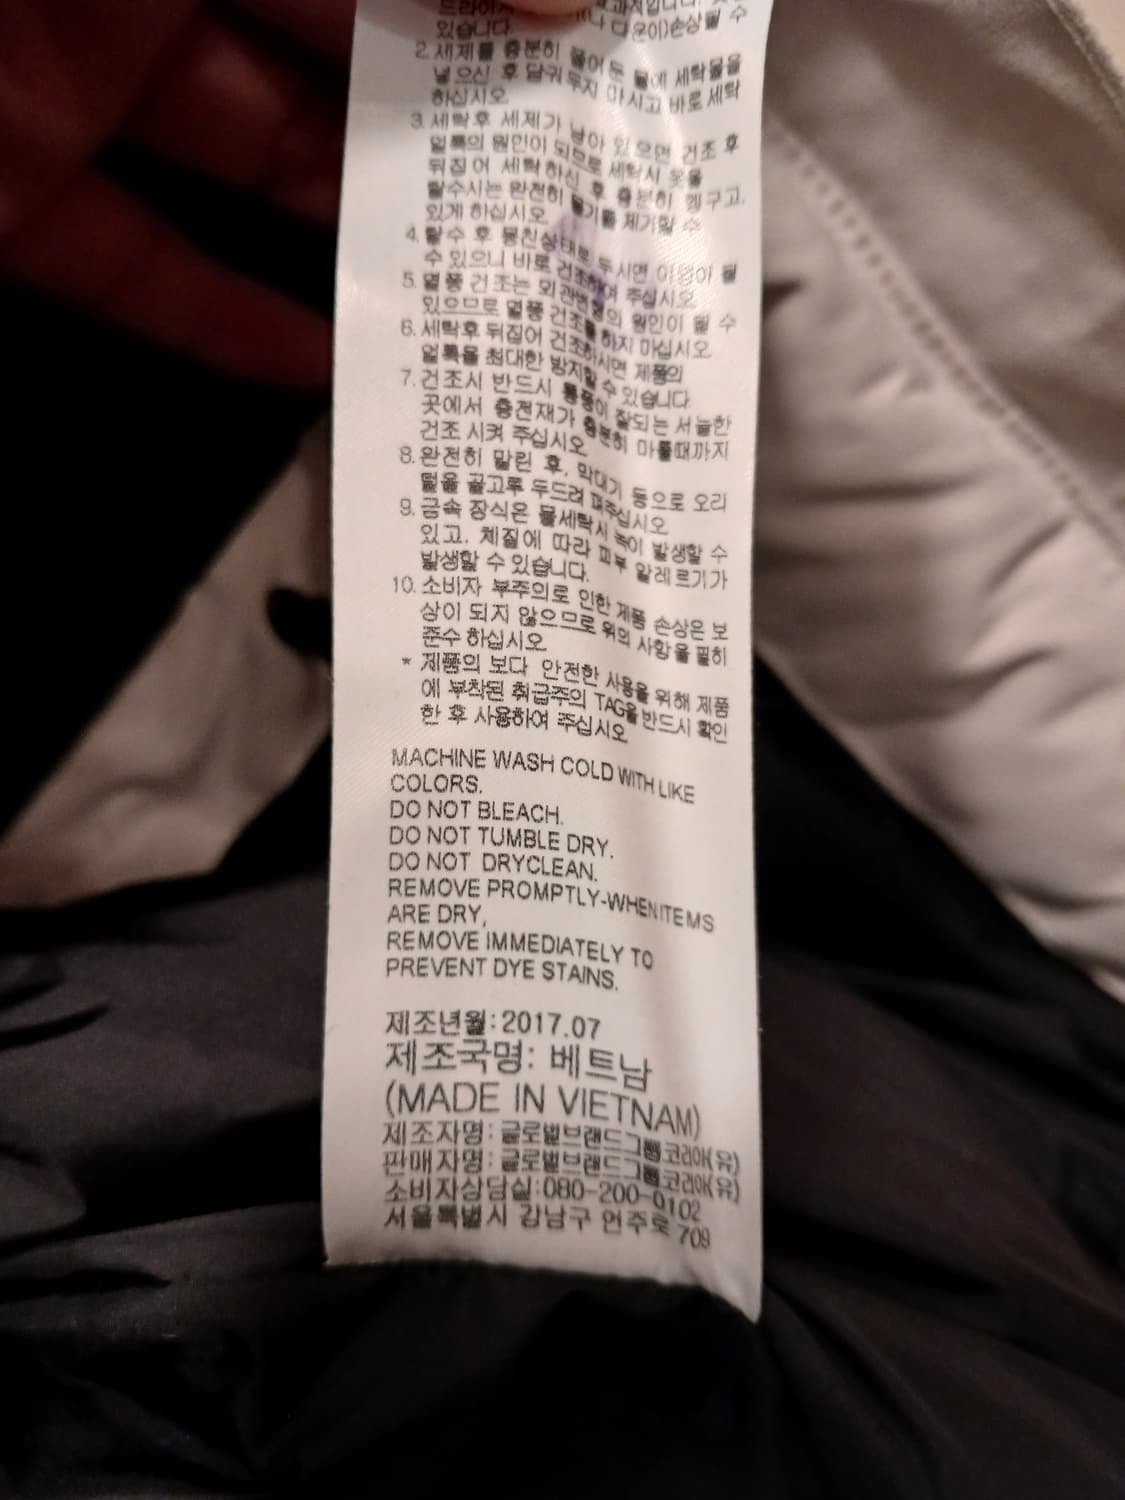 있습니다.
2. 세제를 충분히 풀어 둔 물에 세탁물을
넣으신 후 담궈 두지 마시고 바로 세탁
하십시오
3. 세탁후 세제가 남아 있으면 건조 후
얼룩의 원인이 되므로 세탁시 옷을
뒤집어 세탁하신 후 충분히 헹구고,
탈수시는 완전히 물기를 제거할 수
있게 하십시오
4. 탈수 후 뭉친상태로 두시면 이염이 될
수 있으니 바로 건조하여 주십시오
5. 열풍 건조는 외관변형의 원인이 될 수
있으므로 열풍 건조를 하지 마십시오
6. 세탁후 뒤집어 건조하시면 제품의
얼룩을 최대한 방지할 수 있습니다.
7. 건조시 반드시 통풍이 잘되는 서늘한
곳에서 충전재가 충분히 마를때까지
건조 시켜 주십시오
8. 완전히 말린 후, 막대기 등으로 오리
털을 골고루 두드려 펴주십시오
9. 금속 장식은 물세탁시 녹이 발생할 수
있고, 체질에 따라 피부 알레르기가
발생할 수 있습니다.
10. 소비자 부주의로 인한 제품 손상은 보
상이 되지 않으므로 위의 사항을 필히
준수 하십시오
* 제품의 보다 안전한 사용을 위해 제품
에 부착된 취급주의 TAG을 반드시 확인
한 후 사용하여 주십시오
MACHINE WASH COLD WITH LIKE
COLORS.
DO NOT BLEACH.
DO NOT TUMBLE DRY.
DO NOT DRYCLEAN.
REMOVE PROMPTLY-WHEN ITEMS
ARE DRY,
REMOVE IMMEDIATELY TO
PREVENT DYE STAINS.
제조년월: 2017.07
제조국명: 베트남
(MADE IN VIETNAM)
제조자명: 글로벌브랜드그룹코리아(유)
판매자명: 글로벌브랜드그룹코리아(유)
소비자상담실:080-200-0102
서울특별시 강남구 언주로 709